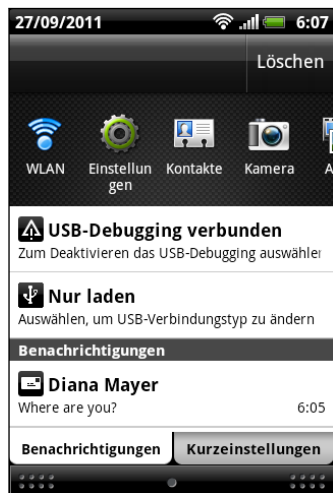 27/09/2011 6:07
Löschen
WLAN Einstellun Kontakte Kamera A
gen
USB-Debugging verbunden
Zum Deaktivieren das USB-Debugging auswähle
Nur laden
Auswählen, um USB-Verbindungstyp zu ändern
Benachrichtigungen
Diana Mayer
Where are you? 6:05
Benachrichtigungen Kurzeinstellungen